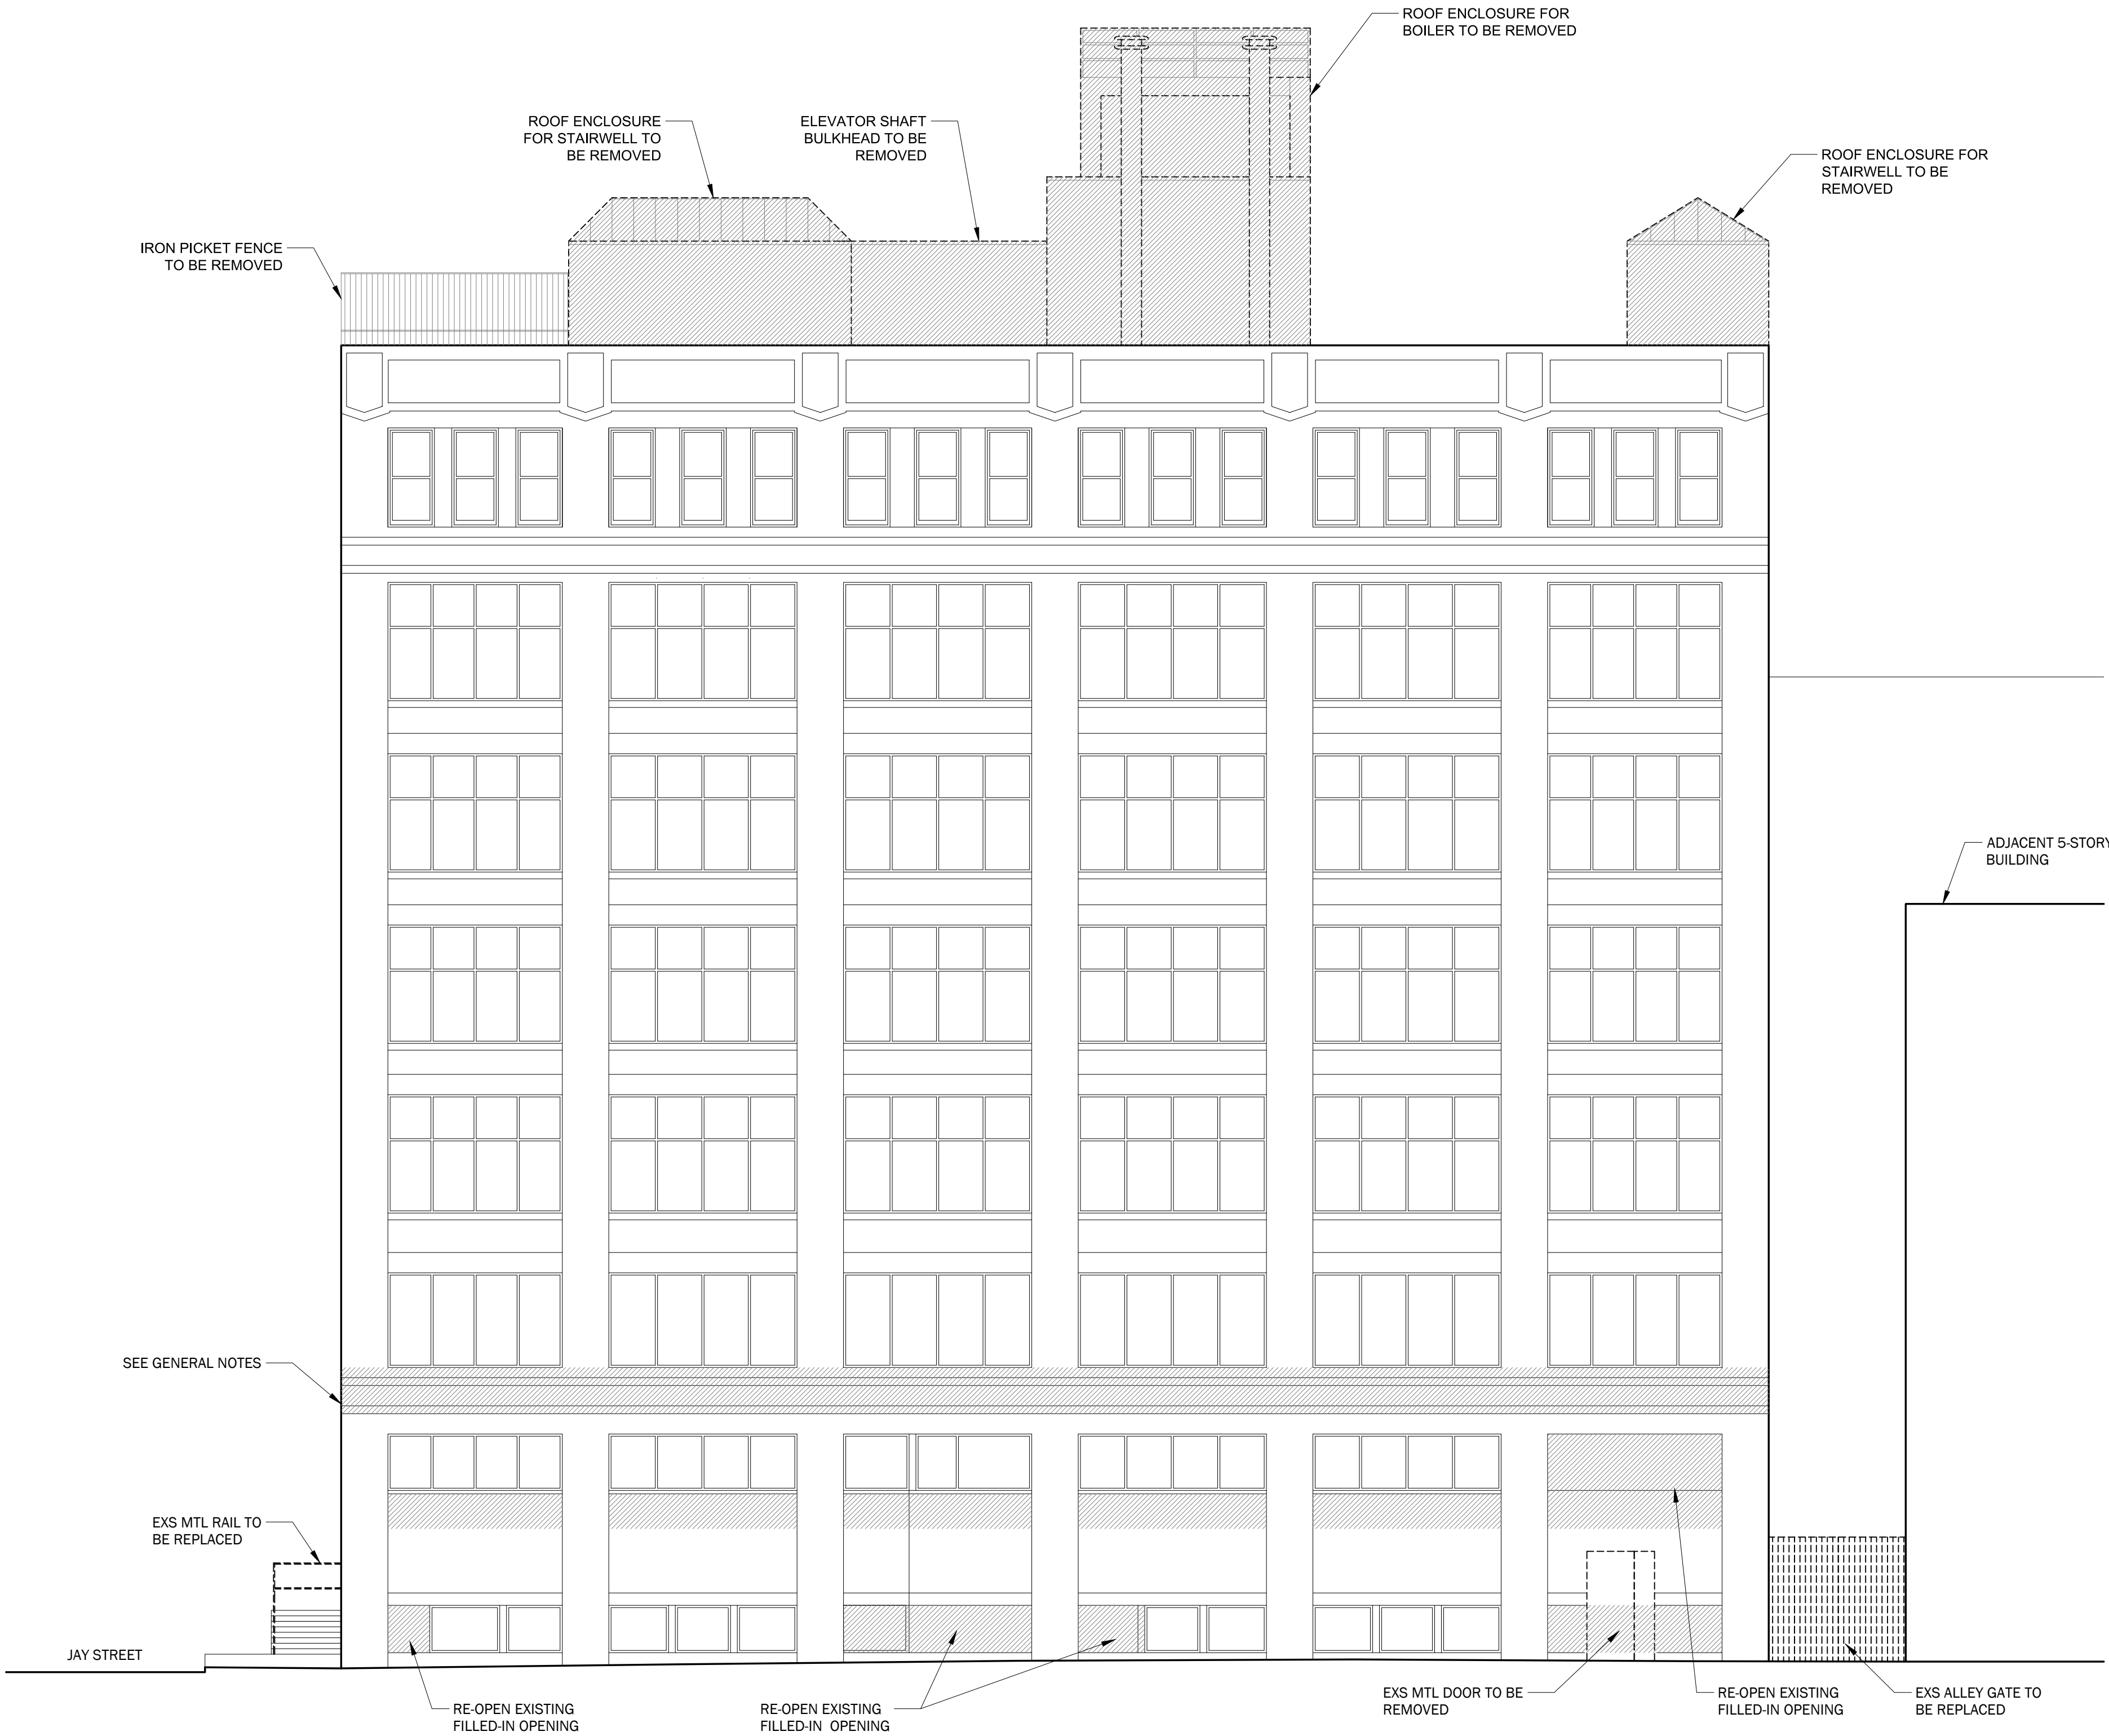 ROOF ENCLOSURE FOR
BOILER TO BE REMOVED
ROOF ENCLOSURE
FOR STAIRWELL TO
BE REMOVED
ELEVATOR SHAFT
BULKHEAD TO BE
REMOVED
ROOF ENCLOSURE FOR
STAIRWELL TO BE
REMOVED
IRON PICKET FENCE
TO BE REMOVED
ADJACENT 5-STORY
BUILDING
SEE GENERAL NOTES
EXS MTL RAIL TO
BE REPLACED
JAY STREET
RE-OPEN EXISTING
FILLED-IN OPENING
RE-OPEN EXISTING
FILLED-IN OPENING
EXS MTL DOOR TO BE
REMOVED
RE-OPEN EXISTING
FILLED-IN OPENING
EXS ALLEY GATE TO
BE REPLACED